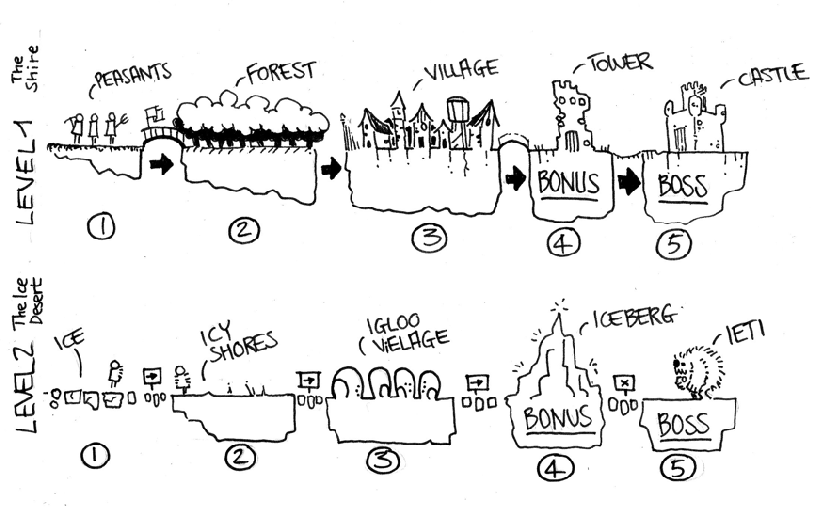 LEVEL 1 The Shire
PEASANTS
FOREST
VILLAGE
TOWER
CASTLE
BONUS
BOSS
1
2
3
4
5
LEVEL 2 The Ice Desert
ICE
ICY
SHORES
IGLOO
VIELAGE
ICEBERG
IETI
x
BONUS
BOSS
1
2
3
4
5